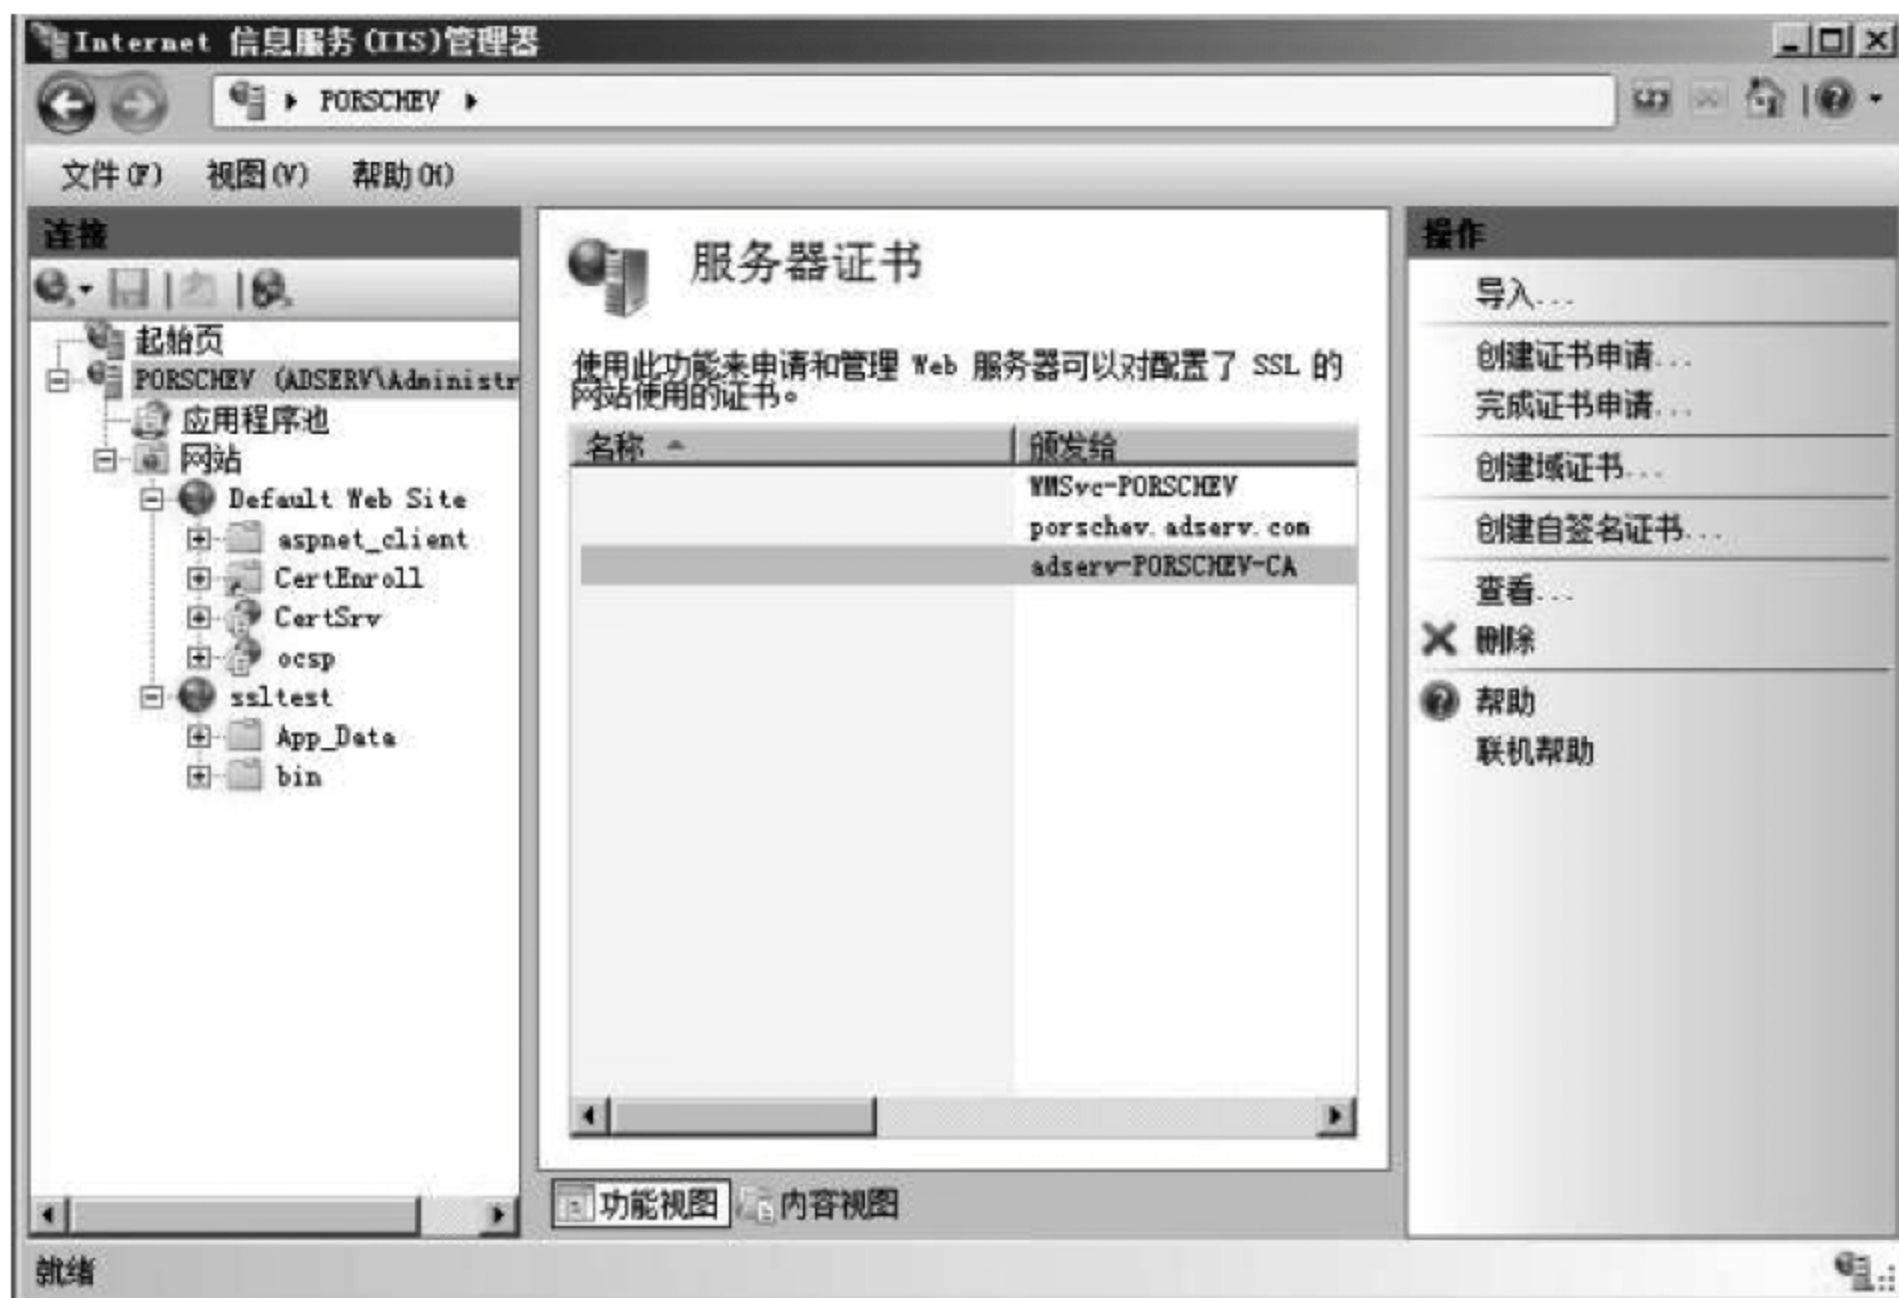 Internet 信息服务(IIS)管理器
PORSCHEV
文件(F) 视图(V) 帮助(H)
连接
起始页
PORSCHEV (ADSERV\Administr
应用程序池
网站
Default Web Site
aspnet_client
CertEnroll
CertSrv
ocsp
ssltest
App_Data
bin
服务器证书
使用此功能来申请和管理 Web 服务器可以对配置了 SSL 的
网站使用的证书。
名称 颁发给
WMSvc-PORSCHEV
porschev.adserv.com
adserv-PORSCHEV-CA
功能视图 内容视图
操作
导入...
创建证书申请...
完成证书申请...
创建域证书...
创建自签名证书...
查看...
删除
帮助
联机帮助
就绪